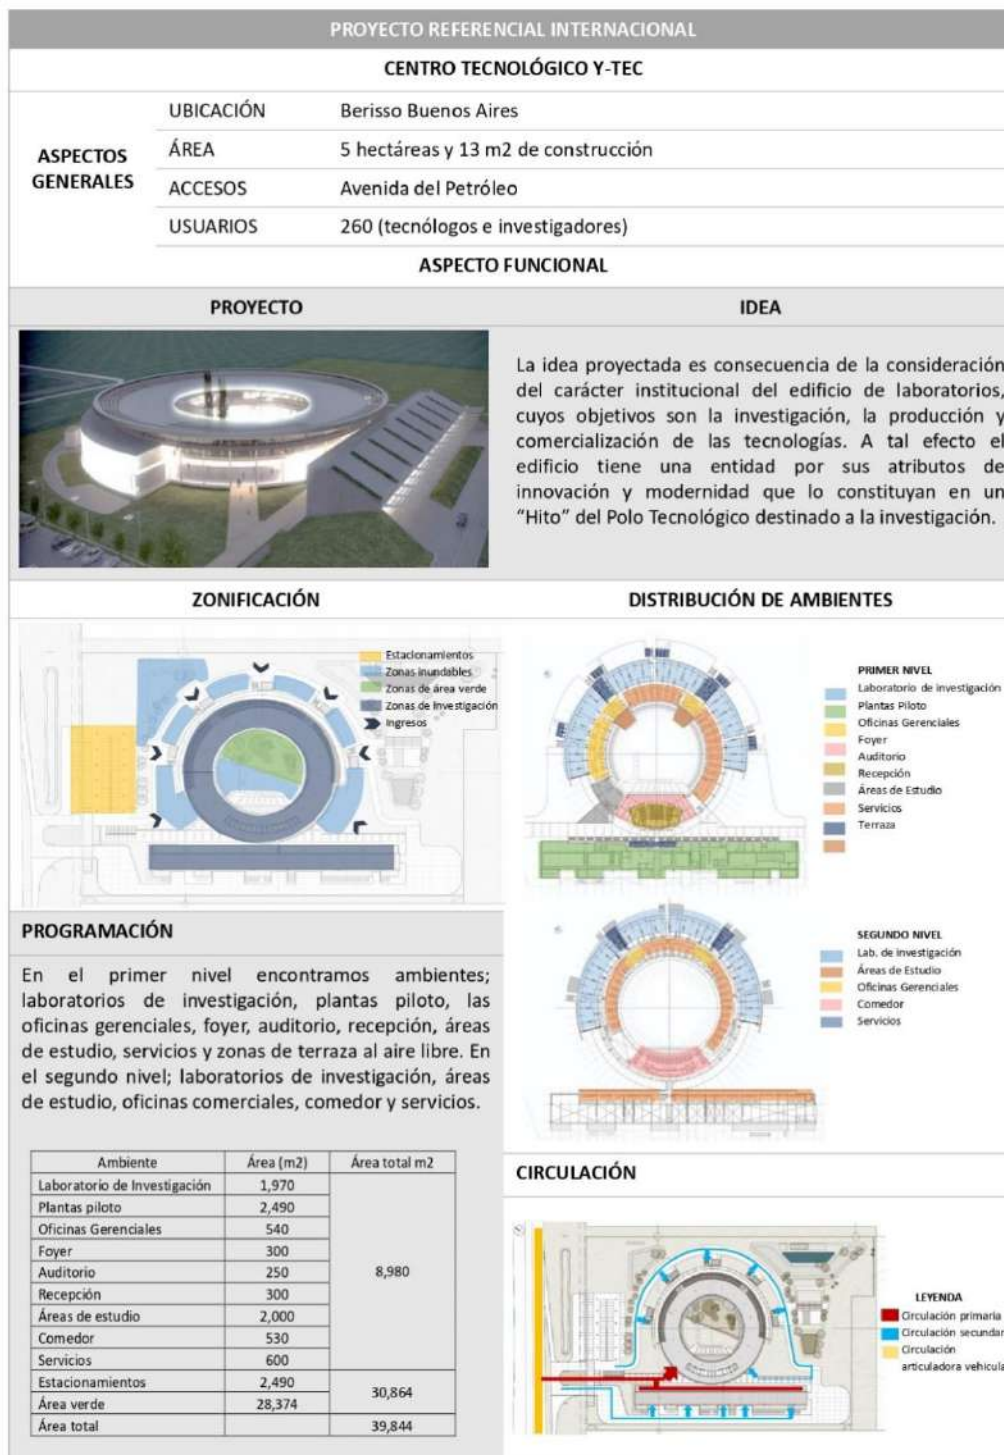 PROYECTO REFERENCIAL INTERNACIONAL
CENTRO TECNOLÓGICO Y-TEC
ASPECTOS
GENERALES
UBICACIÓN Berisso Buenos Aires
ÁREA 5 hectáreas y 13 m2 de construcción
ACCESOS Avenida del Petróleo
USUARIOS 260 (tecnólogos e investigadores)
ASPECTO FUNCIONAL
PROYECTO
IDEA
La idea proyectada es consecuencia de la consideración
del carácter institucional del edificio de laboratorios,
cuyos objetivos son la investigación, la producción y
comercialización de las tecnologías. A tal efecto el
edificio tiene una entidad por sus atributos de
innovación y modernidad que lo constituyan en un
“Hito” del Polo Tecnológico destinado a la investigación.
ZONIFICACIÓN
Estacionamientos
Zonas inundables
Zonas de área verde
Zonas de Investigación
Ingresos
DISTRIBUCIÓN DE AMBIENTES
PRIMER NIVEL
Laboratorio de investigación
Plantas Piloto
Oficinas Gerenciales
Foyer
Auditorio
Recepción
Áreas de Estudio
Servicios
Terraza
SEGUNDO NIVEL
Lab. de investigación
Áreas de Estudio
Oficinas Gerenciales
Comedor
Servicios
PROGRAMACIÓN
En el primer nivel encontramos ambientes;
laboratorios de investigación, plantas piloto, las
oficinas gerenciales, foyer, auditorio, recepción, áreas
de estudio, servicios y zonas de terraza al aire libre. En
el segundo nivel; laboratorios de investigación, áreas
de estudio, oficinas comerciales, comedor y servicios.
Ambiente Área (m2) Área total m2
Laboratorio de Investigación 1,970
Plantas piloto 2,490
Oficinas Gerenciales 540
Foyer 300
Auditorio 250 8,980
Recepción 300
Áreas de estudio 2,000
Comedor 530
Servicios 600
Estacionamientos 2,490 30,864
Área verde 28,374
Área total 39,844
CIRCULACIÓN
LEYENDA
Circulación primaria
Circulación secundar
Circulación
articuladora vehicula